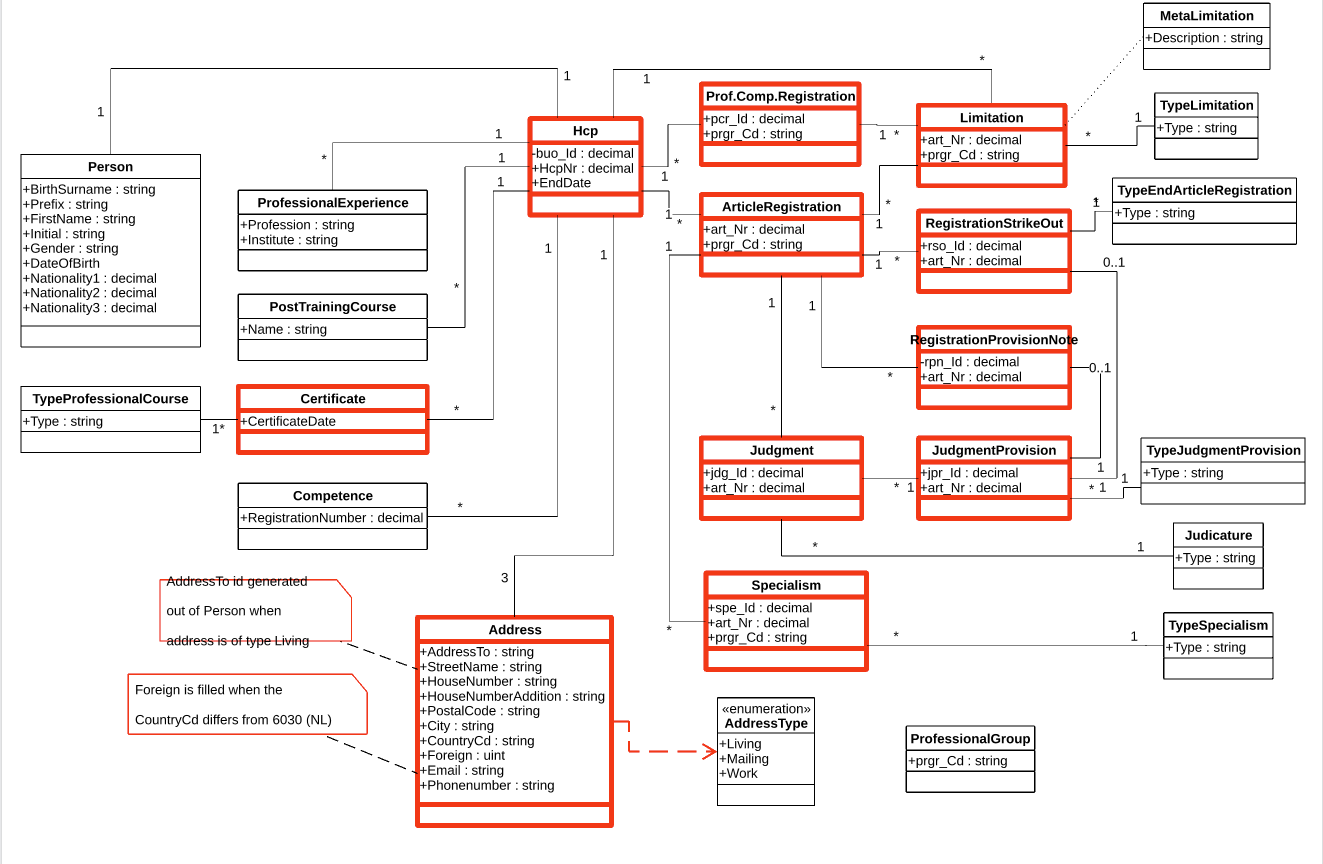 MetaLimitation
+Description : string
Person
+BirthSurname : string
+Prefix : string
+FirstName : string
+Initial : string
+Gender : string
+DateOfBirth
+Nationality1 : decimal
+Nationality2 : decimal
+Nationality3 : decimal
1
1
1
*
Hcp
-buo_Id : decimal
+HcpNr : decimal
+EndDate
Prof.Comp.Registration
+pcr_Id : decimal
+prgr_Cd : string
Limitation
+art_Nr : decimal
+prgr_Cd : string
TypeLimitation
+Type : string
1
*
1
*
*
1
ProfessionalExperience
+Profession : string
+Institute : string
1
*
1
1
ArticleRegistration
+art_Nr : decimal
+prgr_Cd : string
1
*
1
*
1
1
*
RegistrationStrikeOut
+rso_Id : decimal
+art_Nr : decimal
TypeEndArticleRegistration
+Type : string
*
1
0..1
PostTrainingCourse
+Name : string
*
1
1
1
1
RegistrationProvisionNote
-rpn_Id : decimal
+art_Nr : decimal
*
0..1
TypeProfessionalCourse
+Type : string
1*
Certificate
+CertificateDate
*
*
Judgment
+jdg_Id : decimal
+art_Nr : decimal
* 1
JudgmentProvision
+jpr_Id : decimal
+art_Nr : decimal
1
* 1
1
TypeJudgmentProvision
+Type : string
Competence
+RegistrationNumber : decimal
*
*
1
Judicature
+Type : string
3
AddressTo id generated
out of Person when
address is of type Living
Foreign is filled when the
CountryCd differs from 6030 (NL)
Address
+AddressTo : string
+StreetName : string
+HouseNumber : string
+HouseNumberAddition : string
+PostalCode : string
+City : string
+CountryCd : string
+Foreign : uint
+Email : string
+Phonenumber : string
*
Specialism
+spe_Id : decimal
+art_Nr : decimal
+prgr_Cd : string
*
1
TypeSpecialism
+Type : string
«enumeration»
AddressType
+Living
+Mailing
+Work
ProfessionalGroup
+prgr_Cd : string